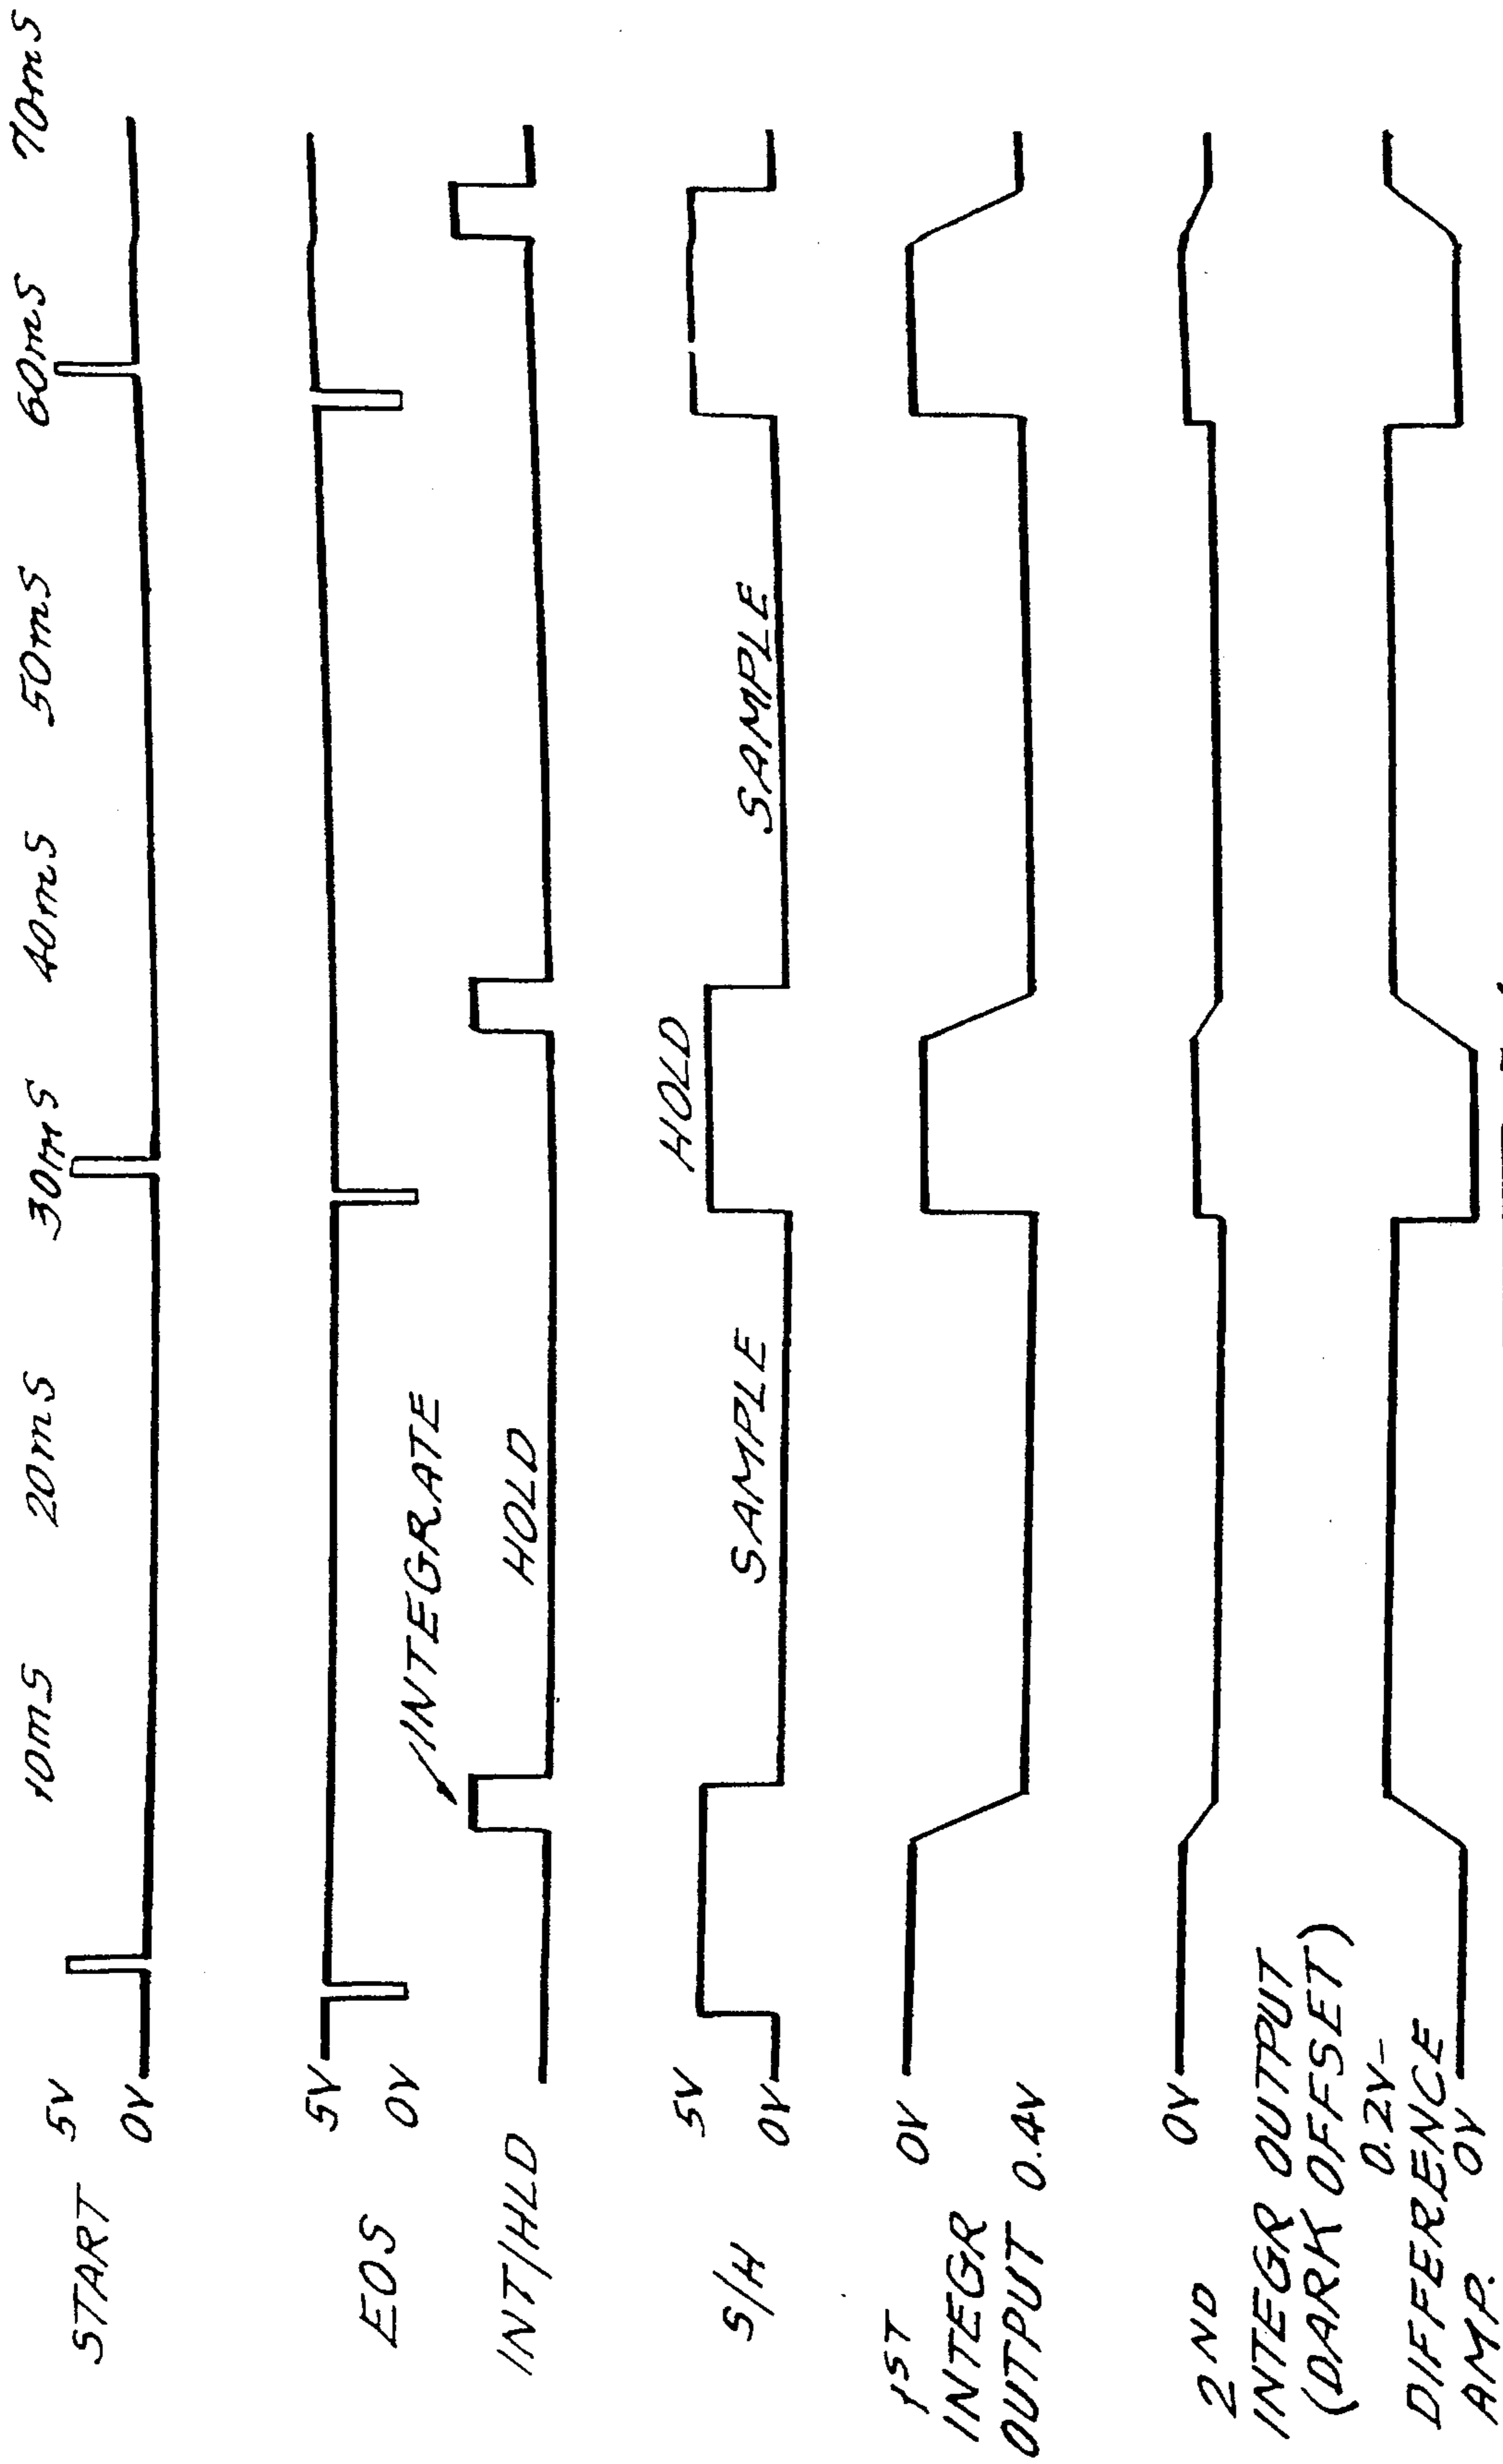 10mS 20mS 30mS 40mS 50mS 60mS 70mS
START 5V
0V
EOS 5V
0V
INTEGRATE
INT/HLD HOLD
HOLD
S/H 5V
0V SAMPLE SAMPLE
1ST 0V
INTEGR
OUTPUT 0.4V
2ND 0V
INTEGR OUTPUT
(DARK OFFSET)
0.2V-
DIFFERENCE
AMP. 0V